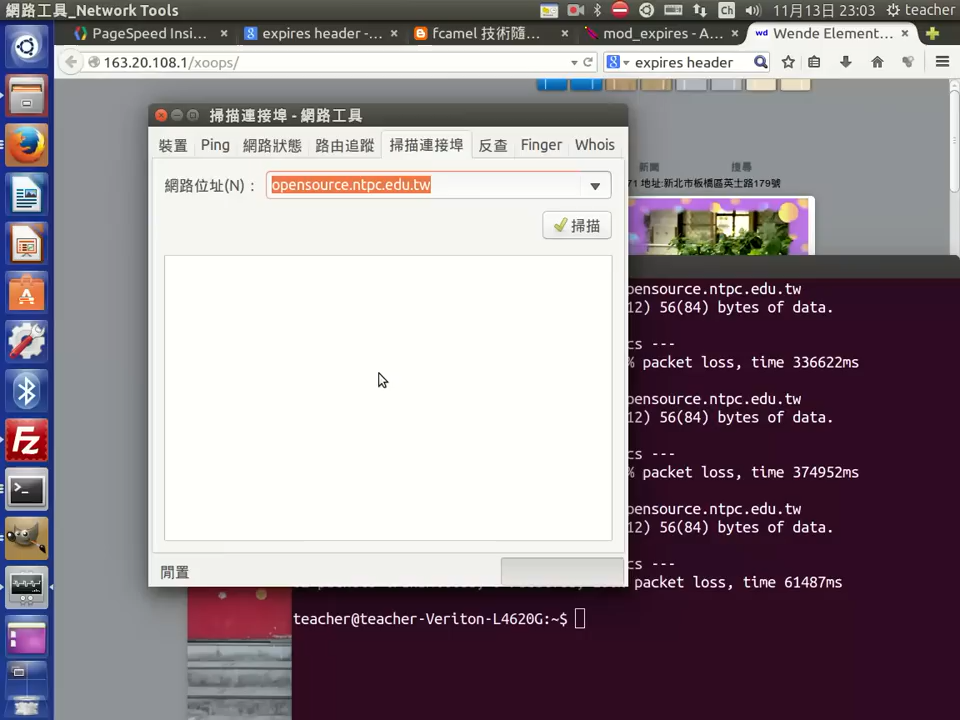 網路工具_Network Tools
Ch
11月13日 23:03
teacher
PageSpeed Insi...
expires header -...
fcamel 技術隨...
mod_expires - A...
wd Wende Element...
163.20.108.1/xoops/
expires header
掃描連接埠 - 網路工具
裝置 Ping 網路狀態 路由追蹤 掃描連接埠 反查 Finger Whois
新聞 搜尋
71 地址:新北市板橋區英士路179號
網路位址(N)：
opensource.ntpc.edu.tw
掃描
pensource.ntpc.edu.tw
12) 56(84) bytes of data.
cs ---
% packet loss, time 336622ms
pensource.ntpc.edu.tw
12) 56(84) bytes of data.
cs ---
% packet loss, time 374952ms
pensource.ntpc.edu.tw
12) 56(84) bytes of data.
cs ---
packet loss, time 61487ms
閒置
teacher@teacher-Veriton-L4620G:~$